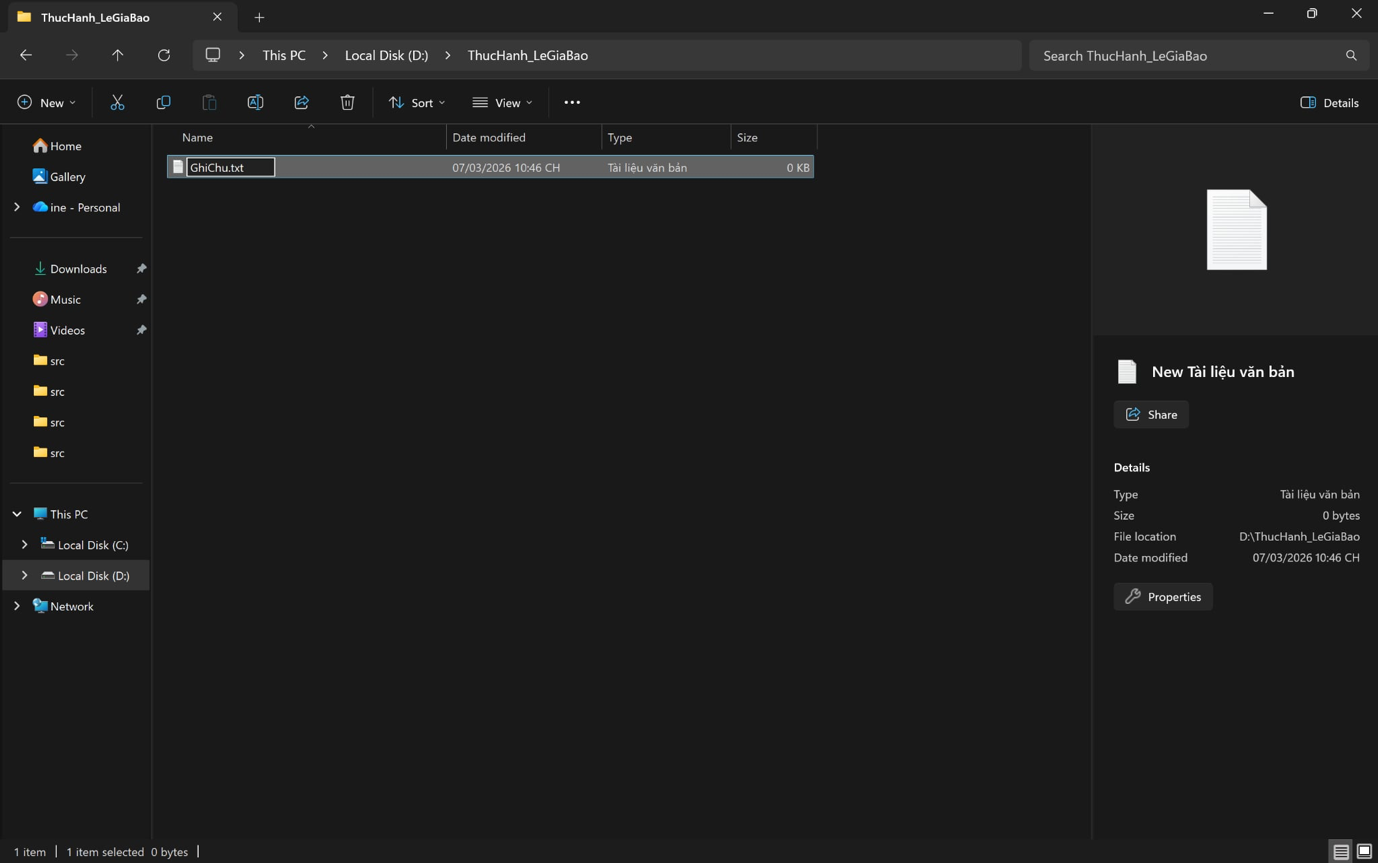 ThucHanh_LeGiaBao
This PC
Local Disk (D:)
ThucHanh_LeGiaBao
Search ThucHanh_LeGiaBao
New
Sort
View
Details
Home
Gallery
ine - Personal
Downloads
Music
Videos
src
src
src
src
This PC
Local Disk (C:)
Local Disk (D:)
Network
Name
Date modified
Type
Size
GhiChu.txt
07/03/2026 10:46 CH
Tài liệu văn bản
0 KB
New Tài liệu văn bản
Share
Details
Type
Tài liệu văn bản
Size
0 bytes
File location
D:\ThucHanh_LeGiaBao
Date modified
07/03/2026 10:46 CH
Properties
1 item
1 item selected 0 bytes